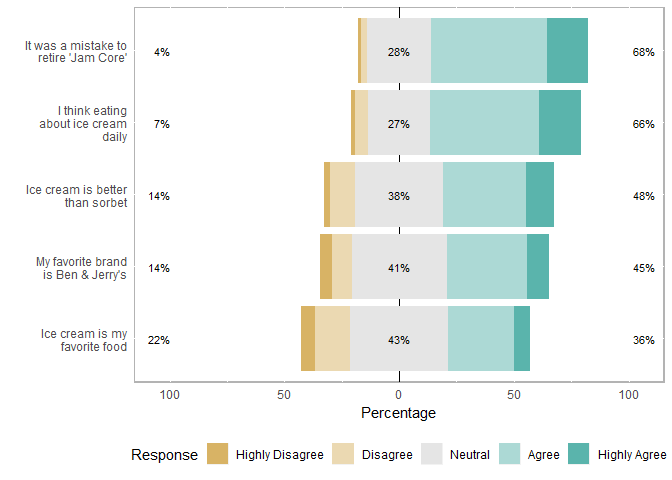 It was a mistake to
retire 'Jam Core'
4%
28%
68%
I think eating
about ice cream
daily
7%
27%
66%
Ice cream is better
than sorbet
14%
38%
48%
My favorite brand
is Ben & Jerry's
14%
41%
45%
Ice cream is my
favorite food
22%
43%
36%
100 50 0 50 100
Percentage
Response Highly Disagree Disagree Neutral Agree Highly Agree